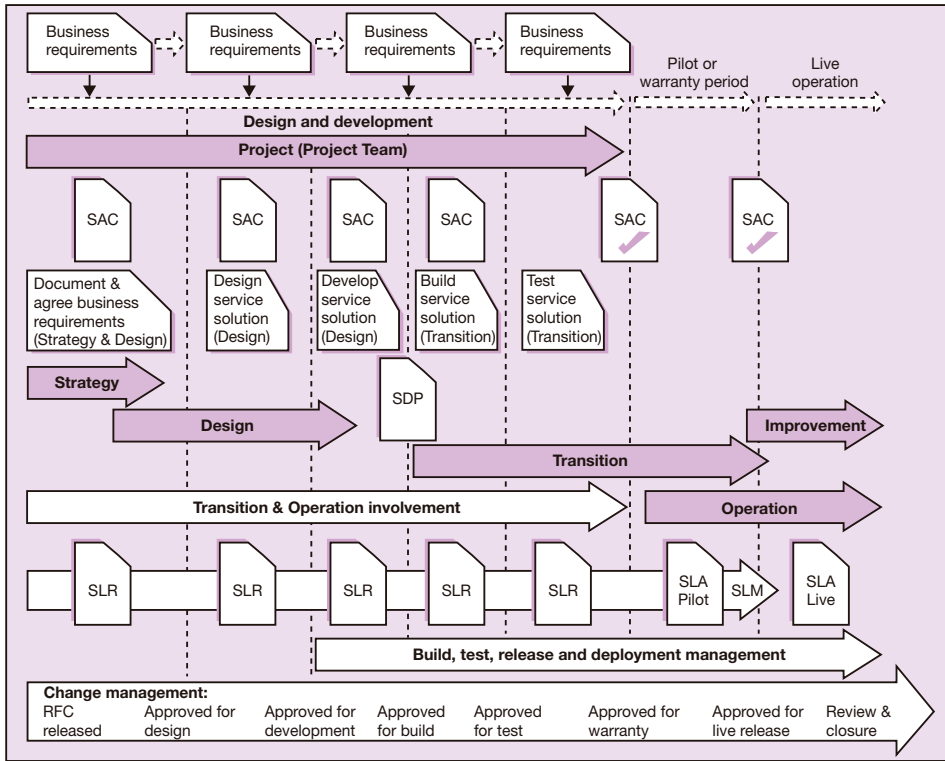 Business
requirements
Business
requirements
Business
requirements
Business
requirements
Pilot or
warranty period
Live
operation
Design and development
Project (Project Team)
SAC
SAC
SAC
SAC
SAC
SAC
Document &
agree business
requirements
(Strategy & Design)
Design
service
solution
(Design)
Develop
service
solution
(Design)
Build
service
solution
(Transition)
Test
service
solution
(Transition)
Strategy
SDP
Design
Improvement
Transition
Transition & Operation involvement
Operation
SLR
SLR
SLR
SLR
SLR
SLA
Pilot
SLM
SLA
Live
Build, test, release and deployment management
Change management:
RFC
released
Approved for
design
Approved for
development
Approved
for build
Approved
for test
Approved for
warranty
Approved for
live release
Review &
closure